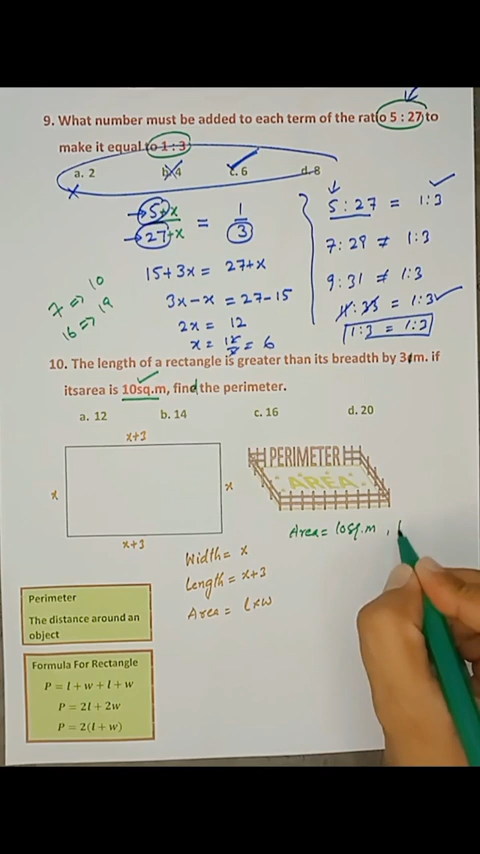 9. What number must be added to each term of the ratio 5 : 27 to
make it equal to 1 : 3
a. 2 b. 4 c. 6 d. 8
5+x / 27+x = 1/3
15+3x = 27+x
3x-x = 27-15
2x = 12
x = 12/2 = 6
7 => 10
16 => 19
5 : 27 = 1:3
7 : 29 ≠ 1:3
9 : 31 ≠ 1:3
11 : 33 = 1:3
1:3 = 1:3
10. The length of a rectangle is greater than its breadth by 3m. if
itsarea is 10sq.m, find the perimeter.
a. 12 b. 14 c. 16 d. 20
x+3
x
x
x+3
PERIMETER
AREA
Area = 10sq.m ,
Width = x
Length = x+3
Area = l×w
Perimeter
The distance around an
object
Formula For Rectangle
P = l + w + l + w
P = 2l + 2w
P = 2(l + w)